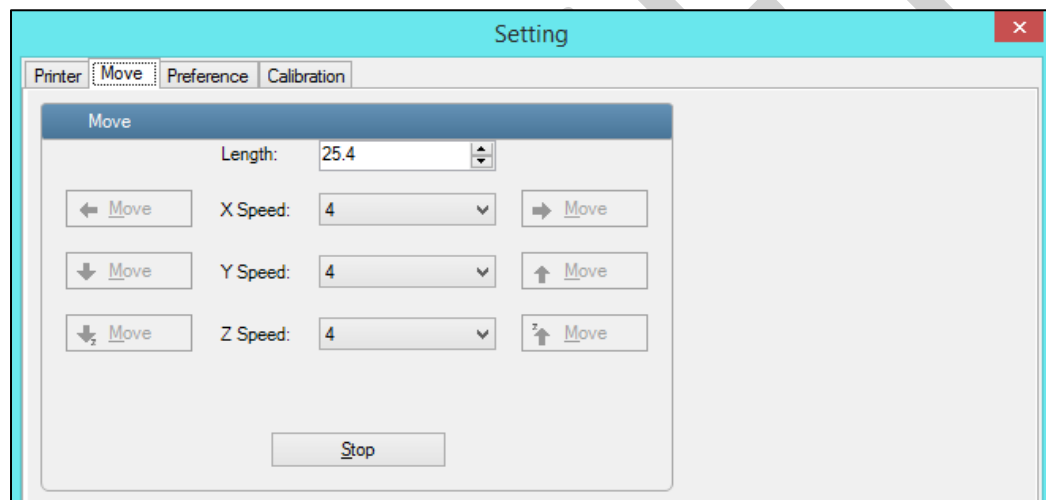 Setting
Printer Move Preference Calibration
Move
Length: 25.4
Move X Speed: 4 Move
Move Y Speed: 4 Move
z Move Z Speed: 4 z Move
Stop